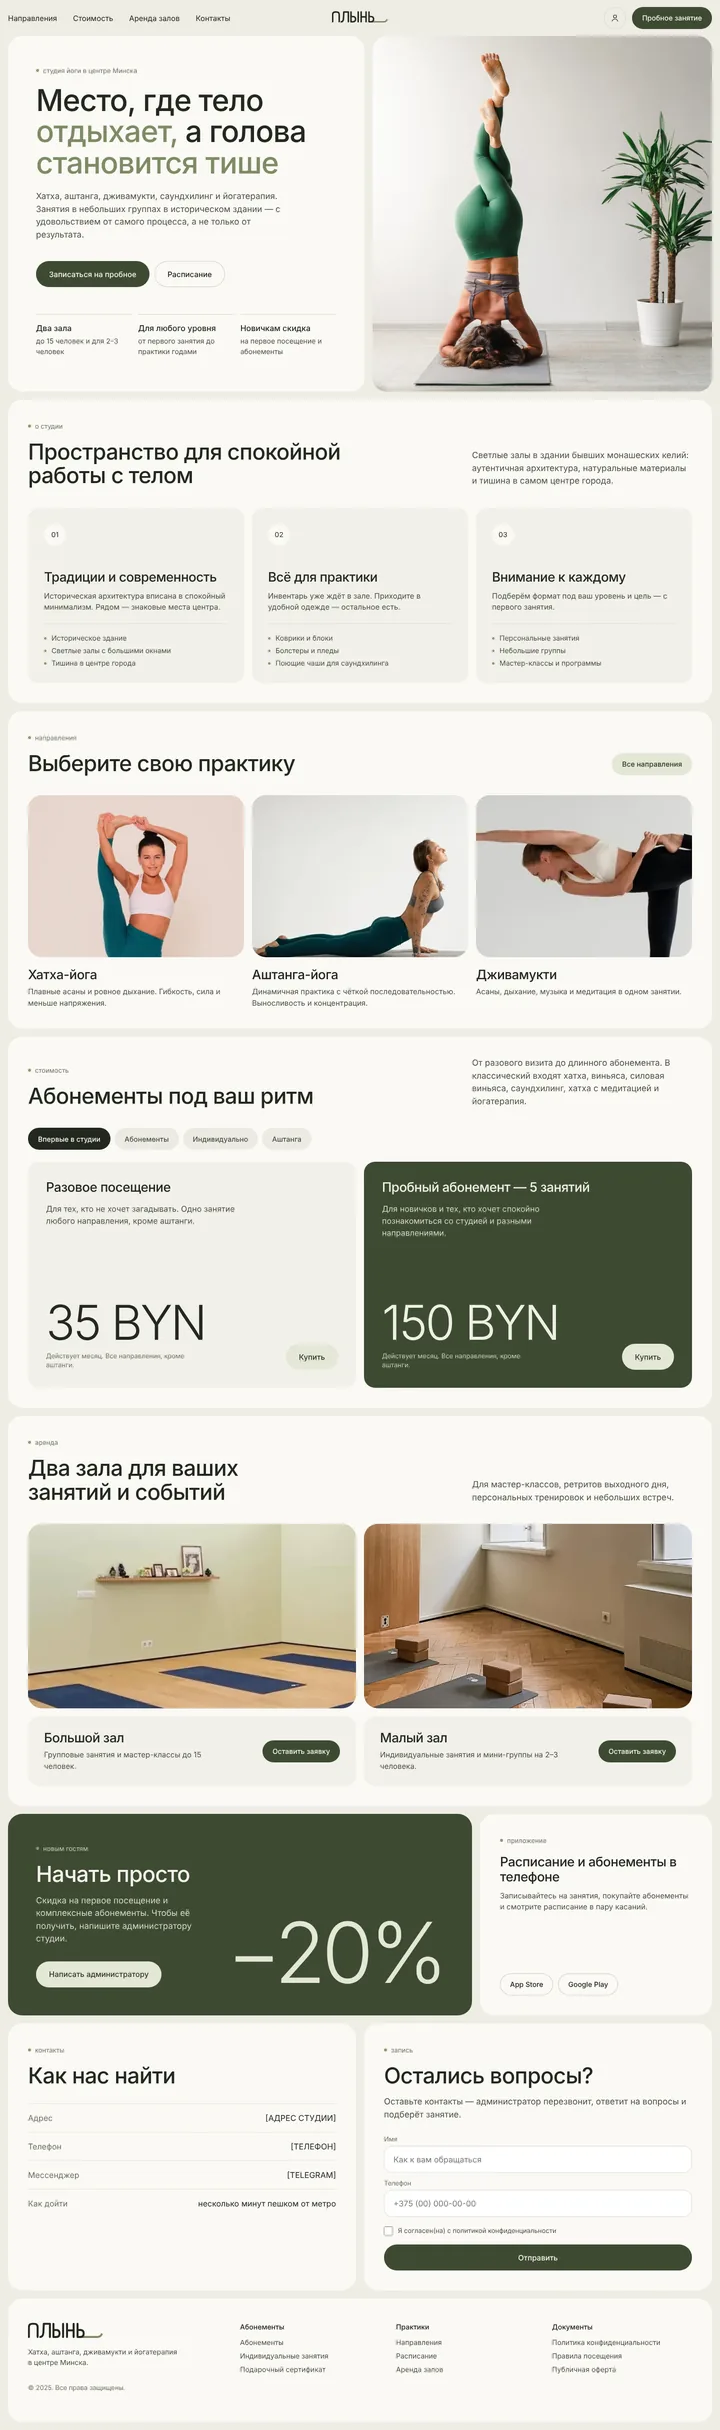 Направления Стоимость Аренда залов Контакты
ПЛЫНЬ
Пробное занятие
студия йоги в центре Минска
Место, где тело
отдыхает, а голова
становится тише
Хатха, аштанга, дживамукти, саундхилинг и йогатерапия.
Занятия в небольших группах в историческом здании — с
удовольствием от самого процесса, а не только от
результата.
Записаться на пробное Расписание
Два зала
до 15 человек и для 2–3
человек
Для любого уровня
от первого занятия до
практики годами
Новичкам скидка
на первое посещение и
абонементы
о студии
Пространство для спокойной
работы с телом
Светлые залы в здании бывших монашеских келий:
аутентичная архитектура, натуральные материалы
и тишина в самом центре города.
01
Традиции и современность
Историческая архитектура вписана в спокойный
минимализм. Рядом — знаковые места центра.
Историческое здание
Светлые залы с большими окнами
Тишина в центре города
02
Всё для практики
Инвентарь уже ждёт в зале. Приходите в
удобной одежде — остальное есть.
Коврики и блоки
Болстеры и пледы
Поющие чаши для саундхилинга
03
Внимание к каждому
Подберём формат под ваш уровень и цель — с
первого занятия.
Персональные занятия
Небольшие группы
Мастер-классы и программы
направления
Выберите свою практику
Все направления
Хатха-йога
Плавные асаны и ровное дыхание. Гибкость, сила и
меньше напряжения.
Аштанга-йога
Динамичная практика с чёткой последовательностью.
Выносливость и концентрация.
Дживамукти
Асаны, дыхание, музыка и медитация в одном занятии.
стоимость
Абонементы под ваш ритм
От разового визита до длинного абонемента. В
классический входят хатха, виньяса, силовая
виньяса, саундхилинг, хатха с медитацией и
йогатерапия.
Впервые в студии Абонементы Индивидуально Аштанга
Разовое посещение
Для тех, кто не хочет загадывать. Одно занятие
любого направления, кроме аштанги.
35 BYN
Действует месяц. Все направления, кроме
аштанги.
Купить
Пробный абонемент — 5 занятий
Для новичков и тех, кто хочет спокойно
познакомиться со студией и разными
направлениями.
150 BYN
Действует месяц. Все направления, кроме
аштанги.
Купить
аренда
Два зала для ваших
занятий и событий
Для мастер-классов, ретритов выходного дня,
персональных тренировок и небольших встреч.
Большой зал
Групповые занятия и мастер-классы до 15
человек.
Оставить заявку
Малый зал
Индивидуальные занятия и мини-группы на 2–3
человека.
Оставить заявку
новым гостям
Начать просто
Скидка на первое посещение и
комплексные абонементы. Чтобы её
получить, напишите администратору
студии.
Написать администратору
–20%
приложение
Расписание и абонементы в
телефоне
Записывайтесь на занятия, покупайте абонементы
и смотрите расписание в пару касаний.
App Store Google Play
контакты
Как нас найти
Адрес [АДРЕС СТУДИИ]
Телефон [ТЕЛЕФОН]
Мессенджер [TELEGRAM]
Как дойти несколько минут пешком от метро
запись
Остались вопросы?
Оставьте контакты — администратор перезвонит, ответит на вопросы и
подберёт занятие.
Имя
Как к вам обращаться
Телефон
+375 (00) 000-00-00
Я согласен(на) с политикой конфиденциальности
Отправить
ПЛЫНЬ
Хатха, аштанга, дживамукти и йогатерапия
в центре Минска.
© 2025. Все права защищены.
Абонементы
Абонементы
Индивидуальные занятия
Подарочный сертификат
Практики
Направления
Расписание
Аренда залов
Документы
Политика конфиденциальности
Правила посещения
Публичная оферта